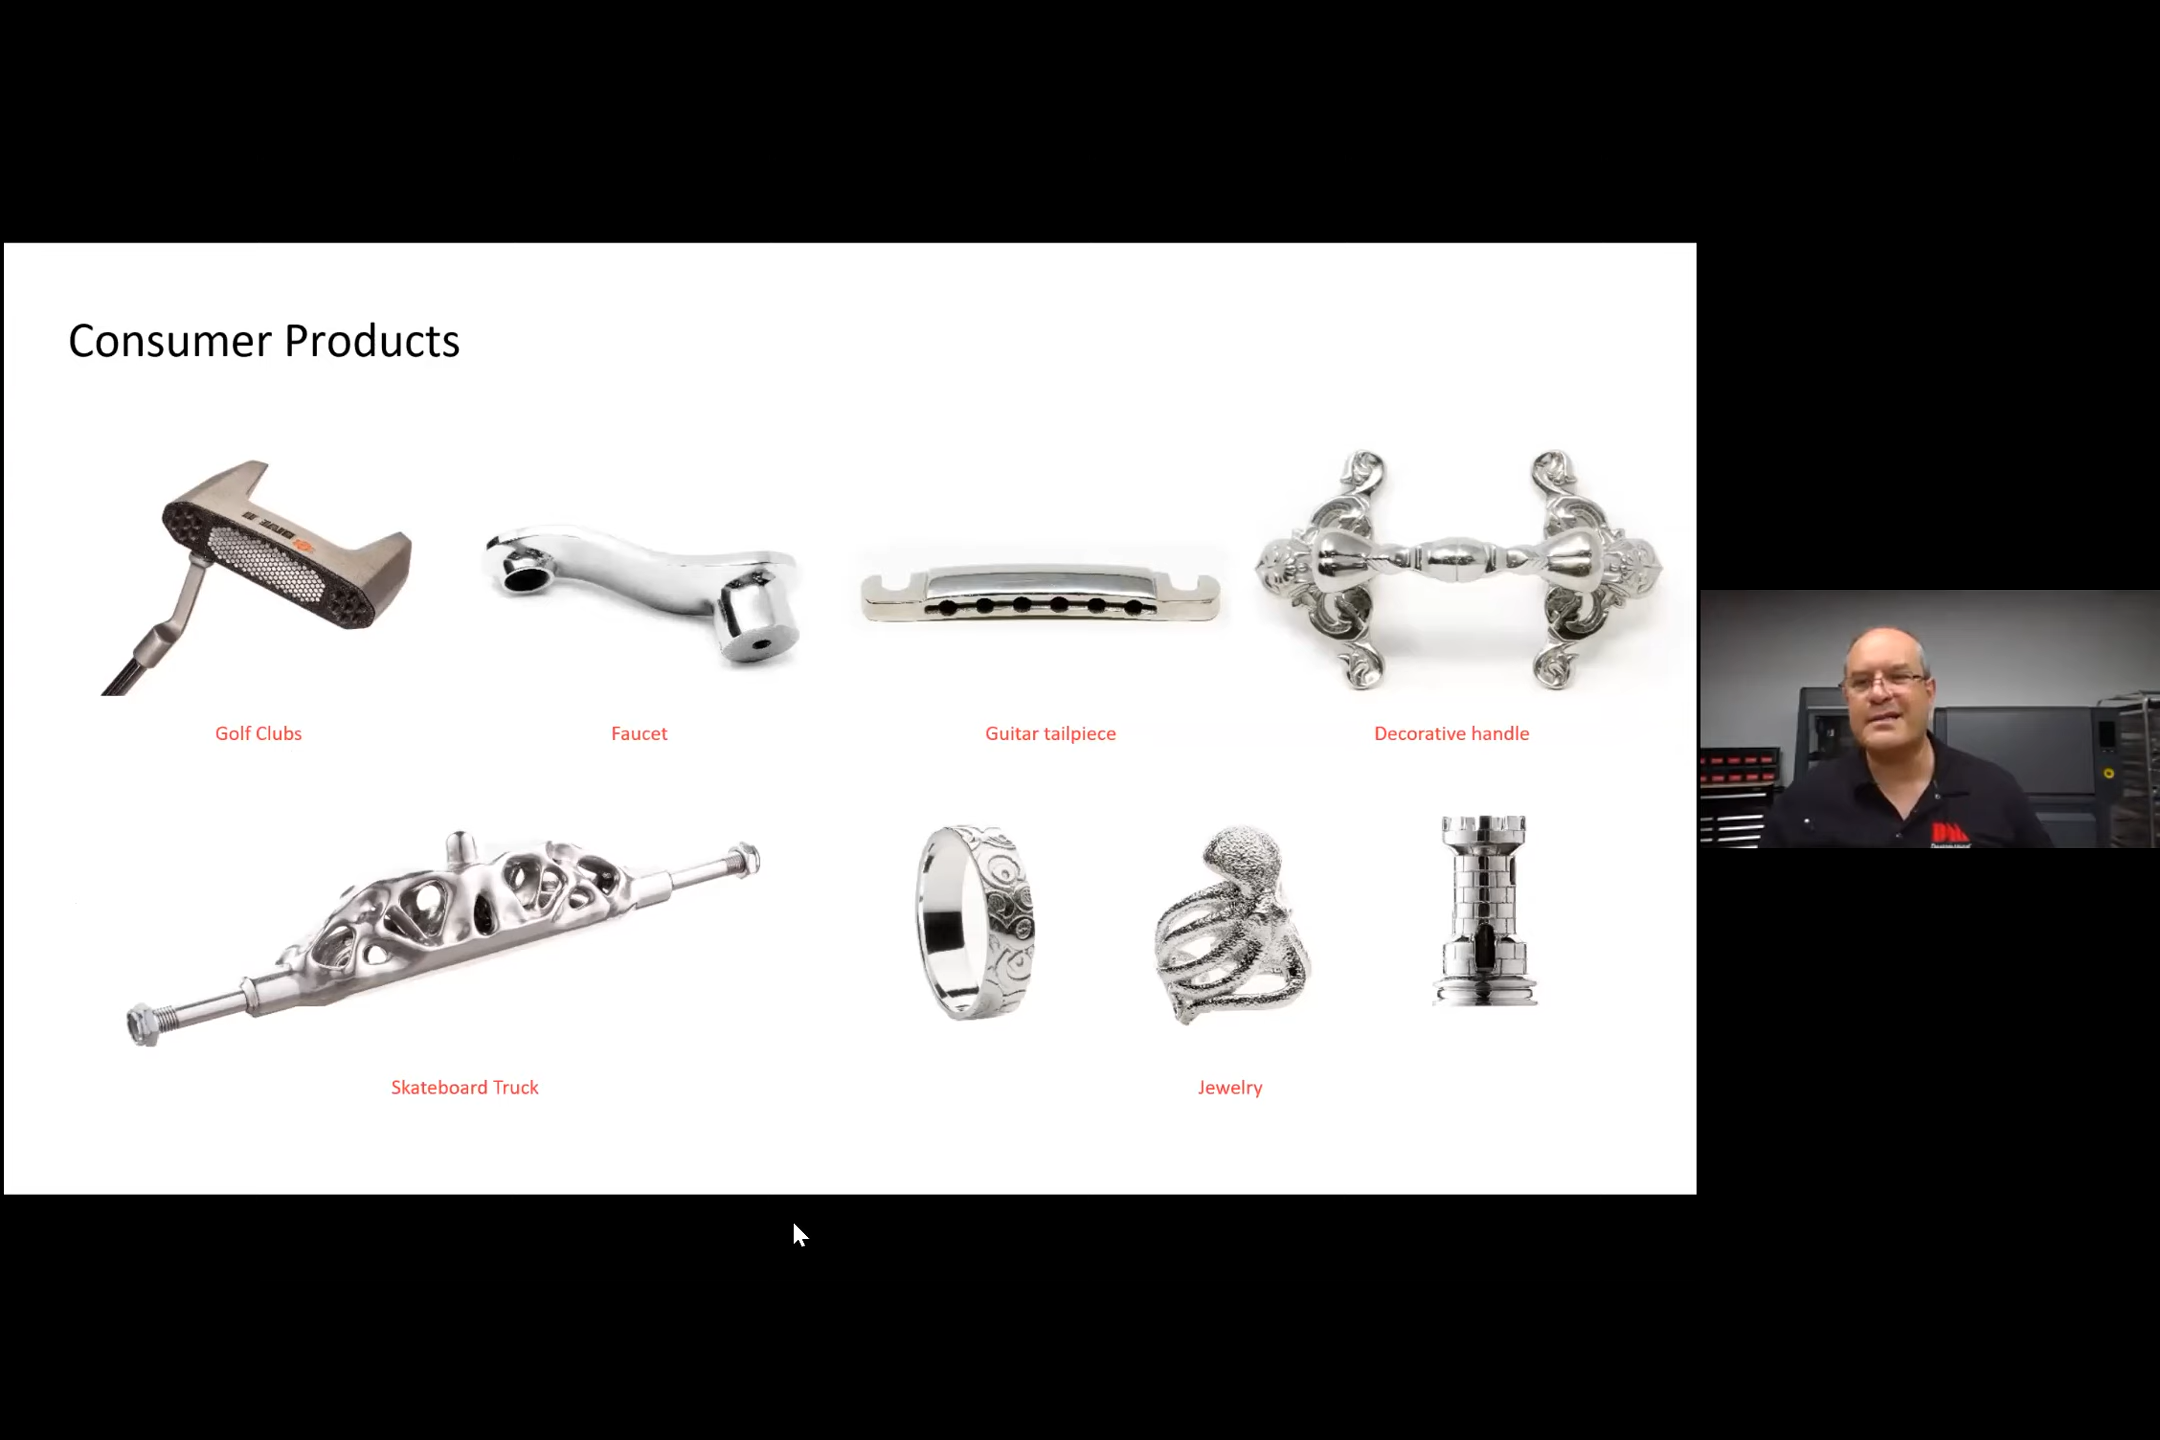 Consumer Products
Golf Clubs
Faucet
Guitar tailpiece
Decorative handle
Skateboard Truck
Jewelry